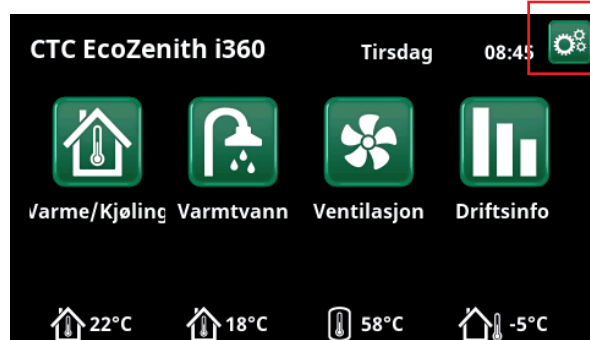 CTC EcoZenith i360 Tirsdag 08:45
Varme/Kjøling Varmtvann Ventilasjon Driftsinfo
22°C 18°C 58°C -5°C